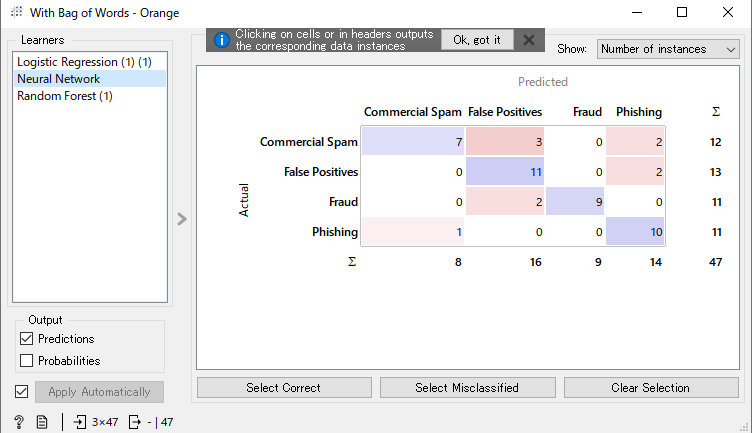 With Bag of Words - Orange
Learners
Logistic Regression (1) (1)
Neural Network
Random Forest (1)
Output
Predictions
Probabilities
Apply Automatically
3×47
- | 47
Clicking on cells or in headers outputs
the corresponding data instances
Ok, got it
Show: Number of instances
Predicted
Commercial Spam False Positives Fraud Phishing Σ
Commercial Spam 7 3 0 2 12
False Positives 0 11 0 2 13
Actual
Fraud 0 2 9 0 11
Phishing 1 0 0 10 11
Σ 8 16 9 14 47
Select Correct Select Misclassified Clear Selection